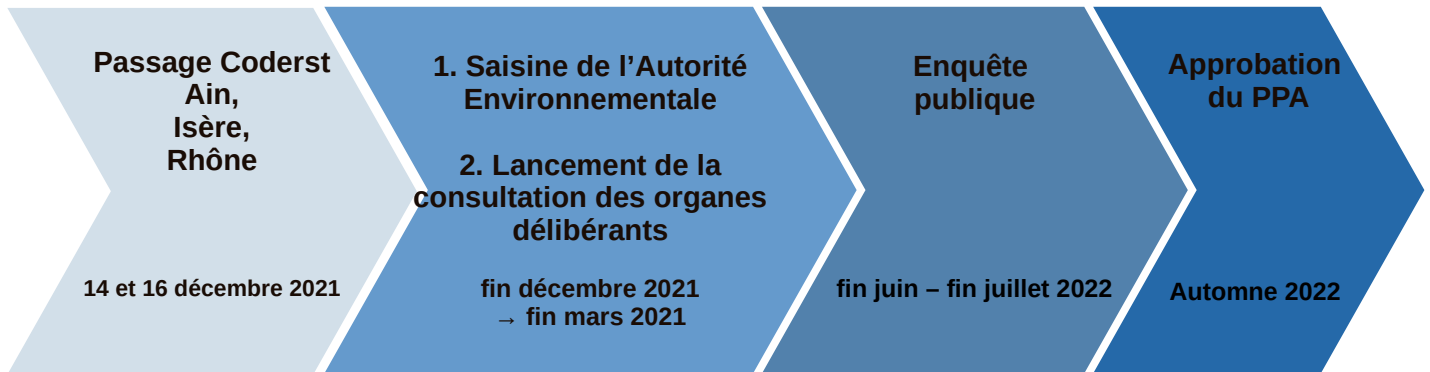 Passage Coderst
Ain,
Isère,
Rhône
14 et 16 décembre 2021
1. Saisine de l’Autorité
Environnementale
2. Lancement de la
consultation des organes
délibérants
fin décembre 2021
→ fin mars 2021
Enquête
publique
fin juin – fin juillet 2022
Approbation
du PPA
Automne 2022